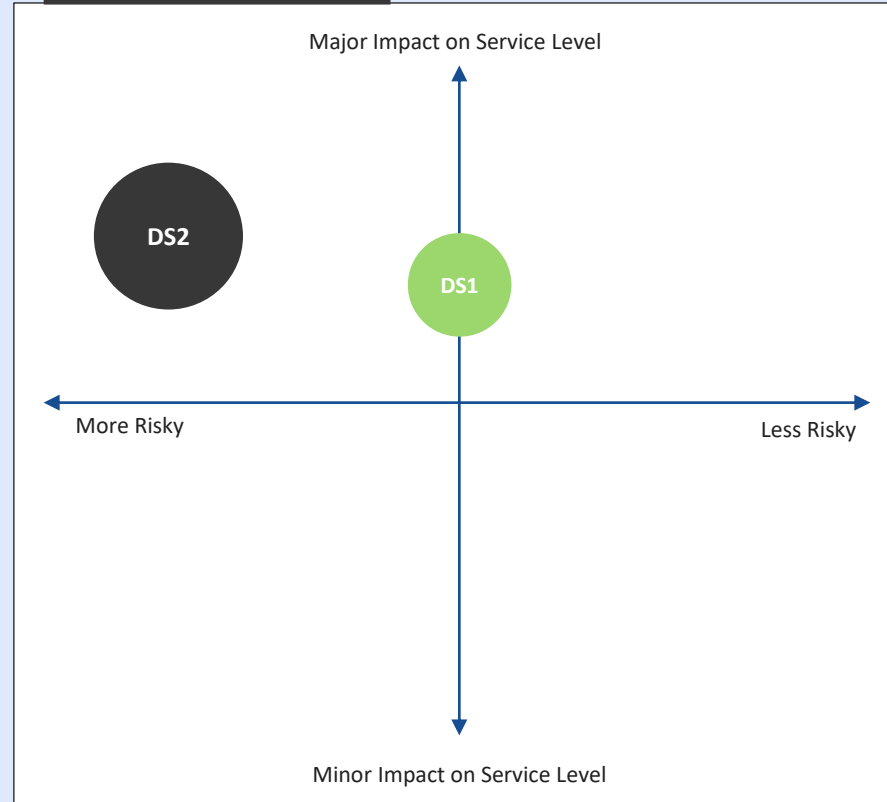 Major Impact on Service Level
DS2
DS1
More Risky
Less Risky
Minor Impact on Service Level